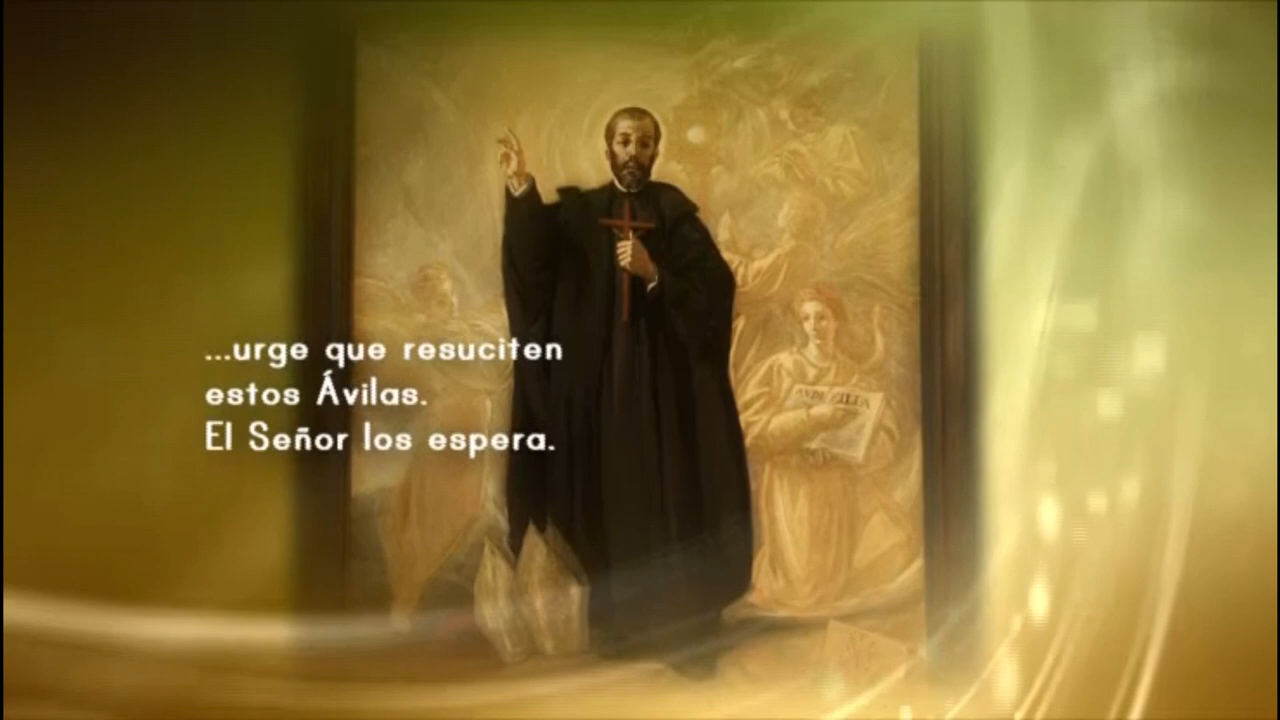 ...urge que resuciten
estos Ávilas.
El Señor los espera.